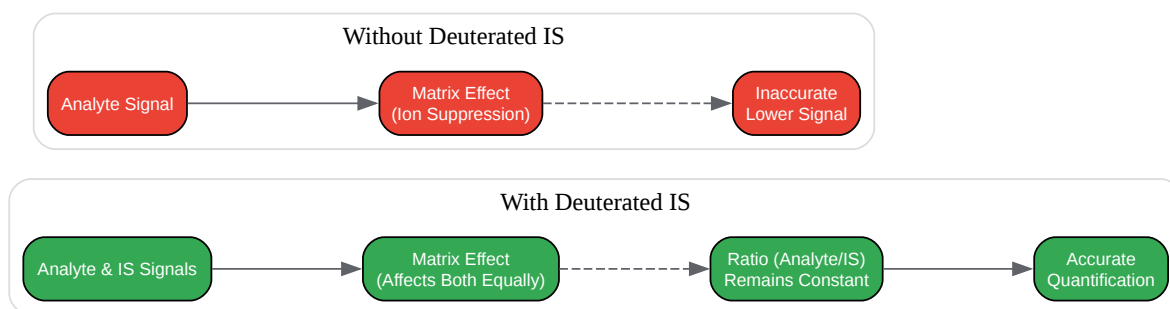 Without Deuterated IS
Analyte Signal
Matrix Effect
(Ion Suppression)
Inaccurate
Lower Signal
With Deuterated IS
Analyte & IS Signals
Matrix Effect
(Affects Both Equally)
Ratio (Analyte/IS)
Remains Constant
Accurate
Quantification